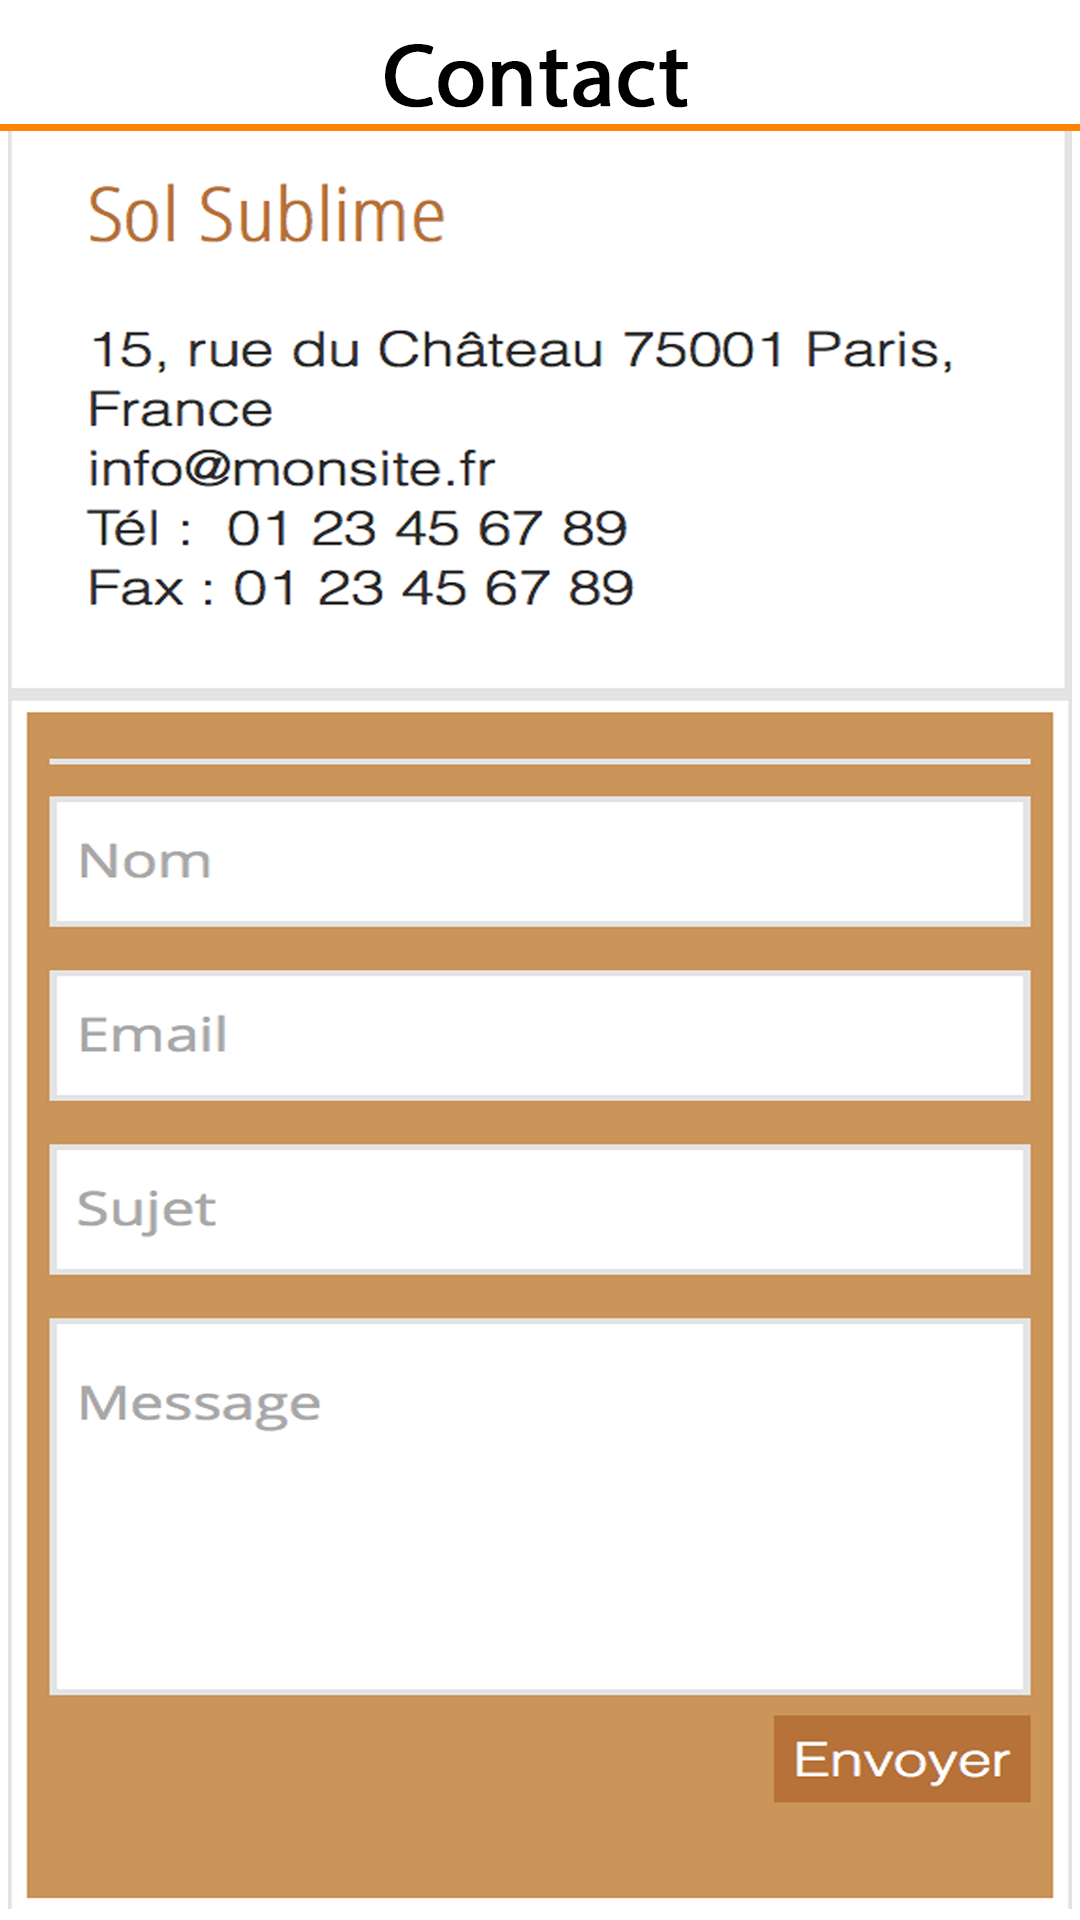 Contact
Sol Sublime
15, rue du Château 75001 Paris,
France
info@monsite.fr
Tél :  01 23 45 67 89
Fax : 01 23 45 67 89
Nom
Email
Sujet
Message
Envoyer